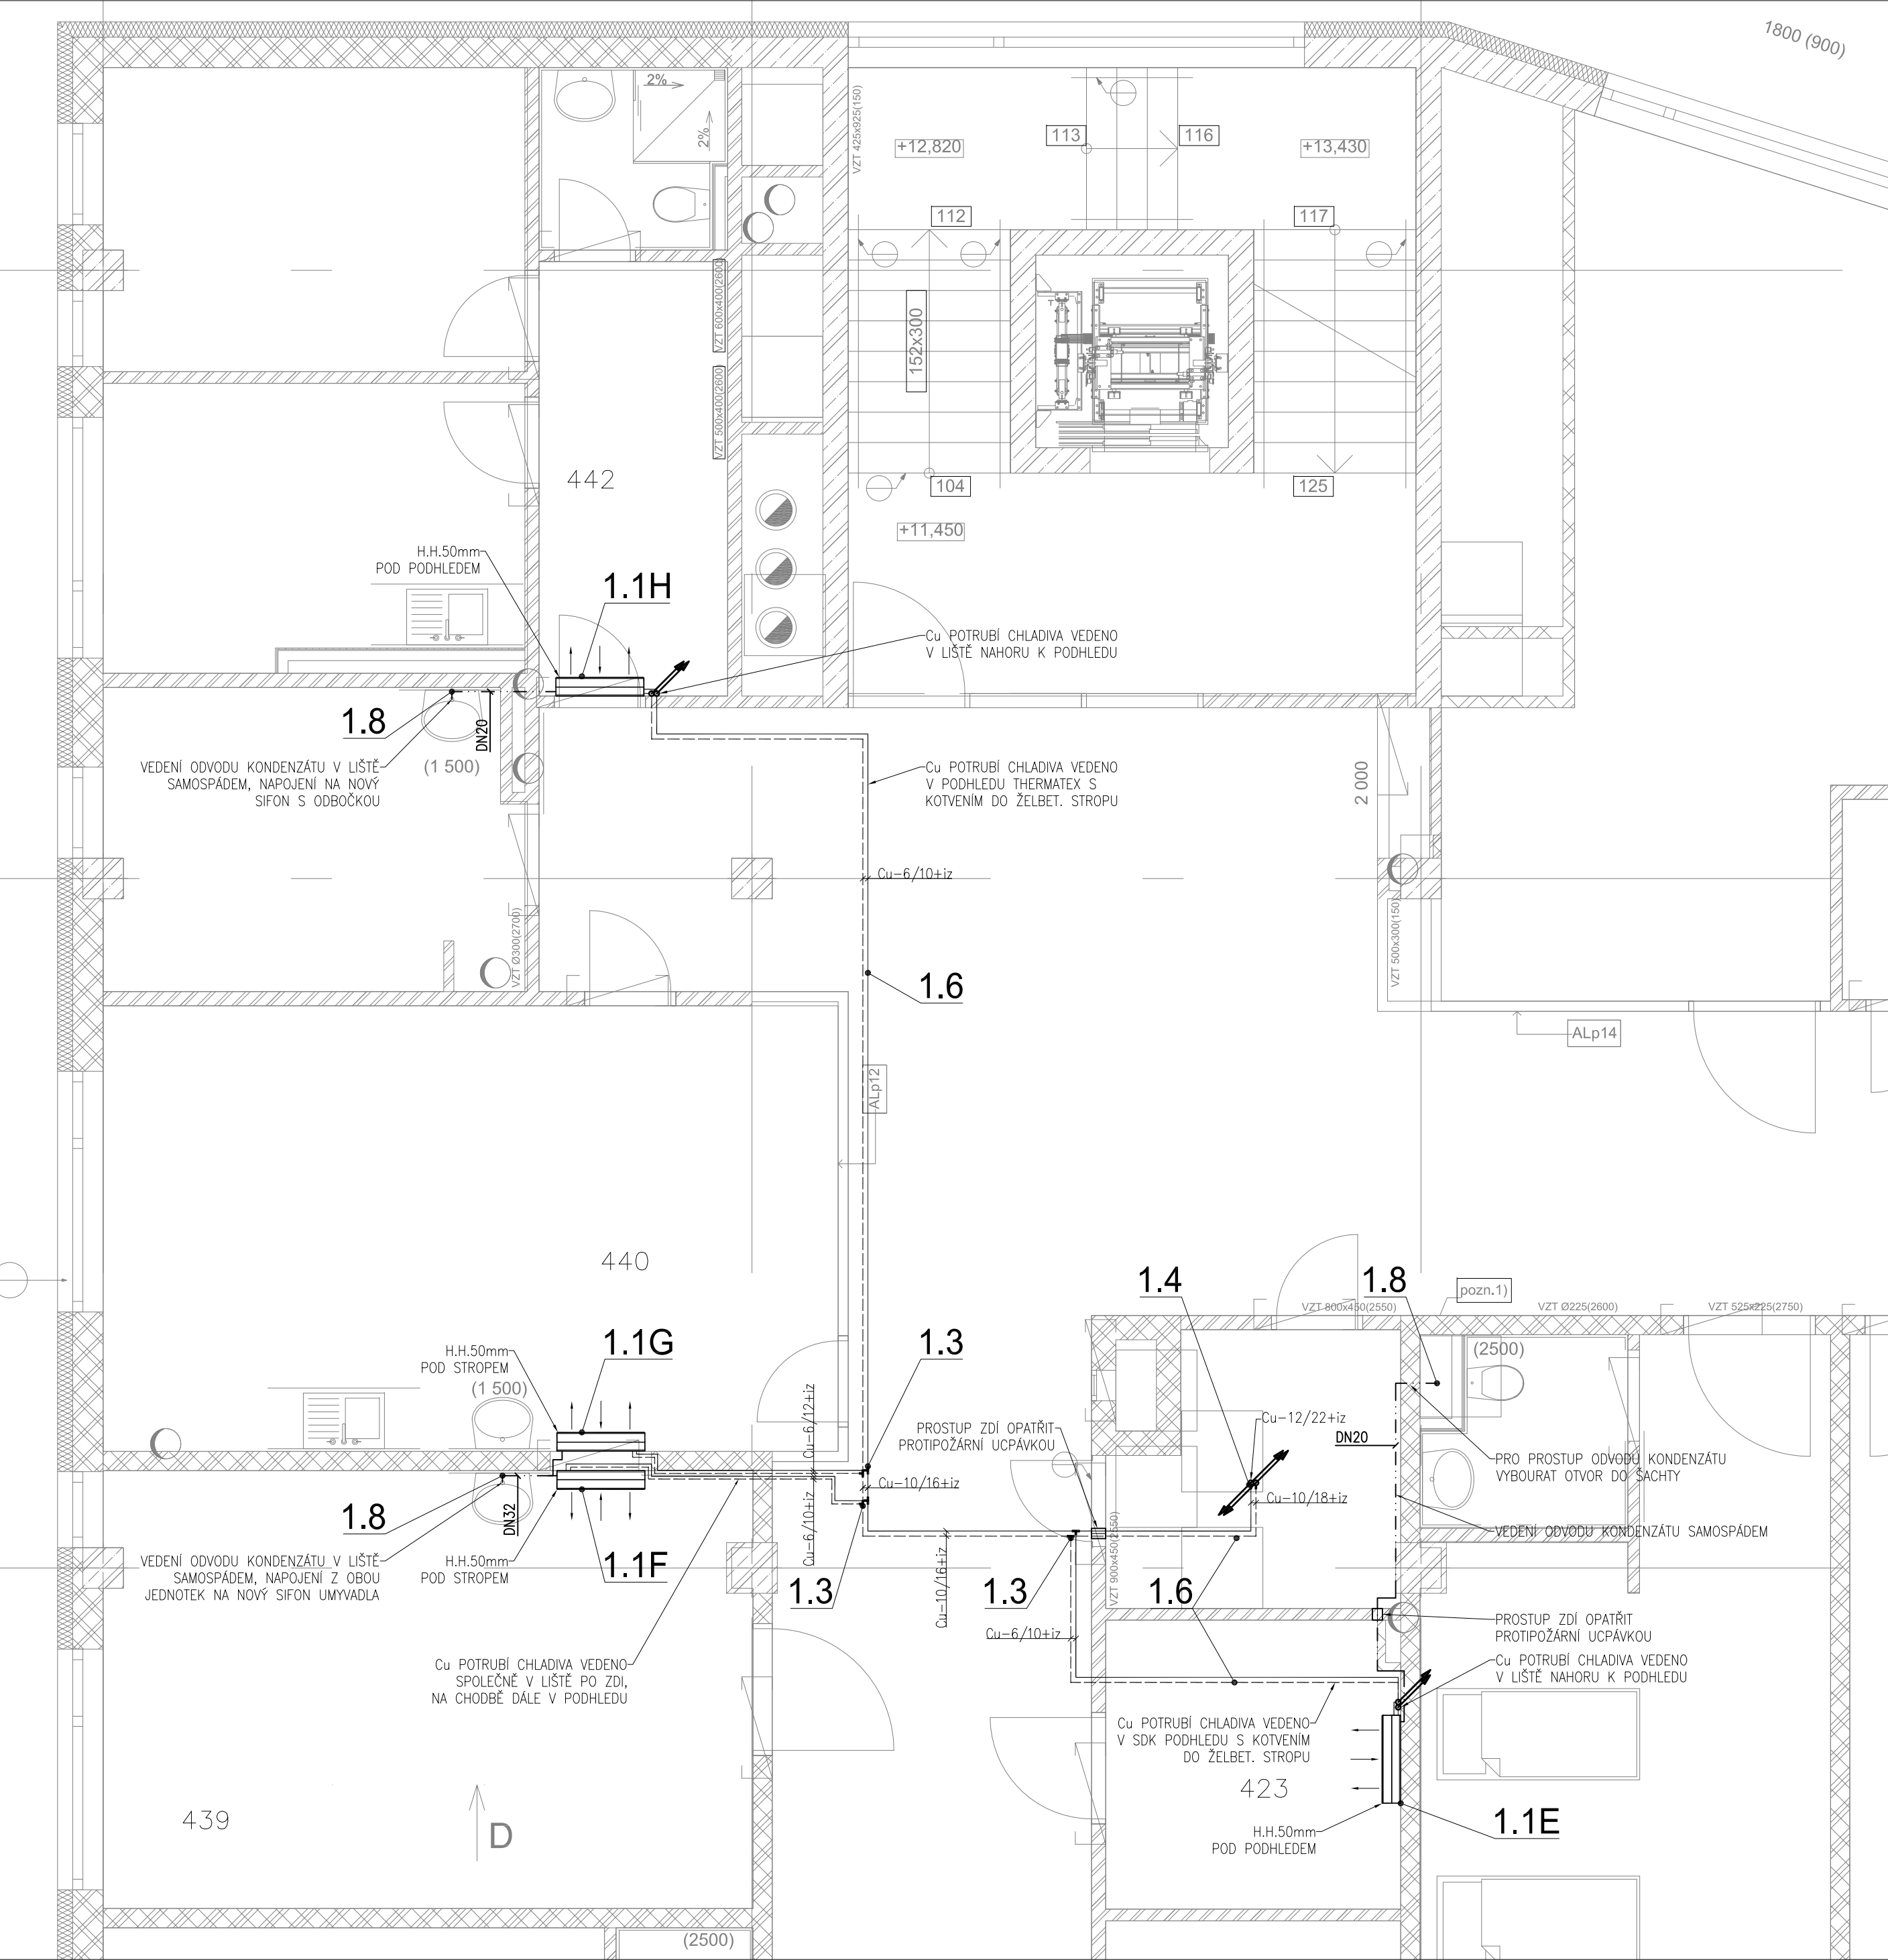 1800 (900)
2%
2%
VZT 425x925(150)
+12,820
113
116
+13,430
112
117
VZT 600x400(2600)
152x300
T
VZT 500x400(2600)
442
104
125
+11,450
H.H.50mm
POD PODHLEDEM
1.1H
Cu POTRUBÍ CHLADIVA VEDENO
V LIŠTĚ NAHORU K PODHLEDU
1.8
DN20
(1 500)
VEDENÍ ODVODU KONDENZÁTU V LIŠTĚ
SAMOSPÁDEM, NAPOJENÍ NA NOVÝ
SIFON S ODBOČKOU
Cu POTRUBÍ CHLADIVA VEDENO
V PODHLEDU THERMATEX S
KOTVENÍM DO ŽELBET. STROPU
2 000
Cu-6/10+iz
VZT Ø300(2700)
VZT 500x300(150)
1.6
ALp14
ALp12
440
1.4
1.8
pozn.1)
VZT 800x450(2550)
VZT Ø225(2600)
VZT 525x225(2750)
H.H.50mm
POD STROPEM
(1 500)
1.1G
1.3
(2500)
Cu-6/12+iz
PROSTUP ZDÍ OPATŘIT
PROTIPOŽÁRNÍ UCPÁVKOU
Cu-12/22+iz
DN20
PRO PROSTUP ODVODU KONDENZÁTU
VYBOURAT OTVOR DO ŠACHTY
Cu-10/16+iz
Cu-10/18+iz
1.8
DN32
Cu-6/10+iz
VEDENÍ ODVODU KONDENZÁTU SAMOSPÁDEM
VEDENÍ ODVODU KONDENZÁTU V LIŠTĚ
SAMOSPÁDEM, NAPOJENÍ Z OBOU
JEDNOTEK NA NOVÝ SIFON UMYVADLA
H.H.50mm
POD STROPEM
1.1F
1.3
Cu-10/16+iz
1.3
VZT 900x450(2550)
1.6
Cu-6/10+iz
PROSTUP ZDÍ OPATŘIT
PROTIPOŽÁRNÍ UCPÁVKOU
Cu POTRUBÍ CHLADIVA VEDENO
V LIŠTĚ NAHORU K PODHLEDU
Cu POTRUBÍ CHLADIVA VEDENO
SPOLEČNĚ V LIŠTĚ PO ZDI,
NA CHODBĚ DÁLE V PODHLEDU
Cu POTRUBÍ CHLADIVA VEDENO
V SDK PODHLEDU S KOTVENÍM
DO ŽELBET. STROPU
423
439
D
H.H.50mm
POD PODHLEDEM
1.1E
(2500)